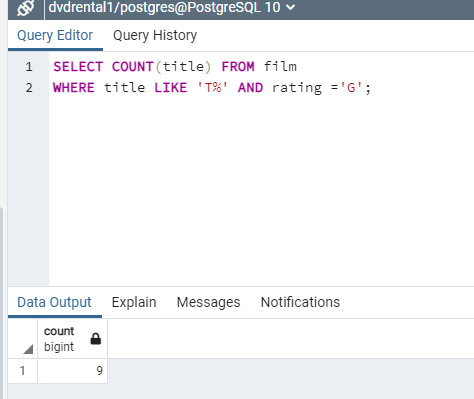 dvdrental1/postgres@PostgreSQL 10
Query Editor Query History
1 SELECT COUNT(title) FROM film
2 WHERE title LIKE 'T%' AND rating ='G';
Data Output Explain Messages Notifications
count
bigint
1 9